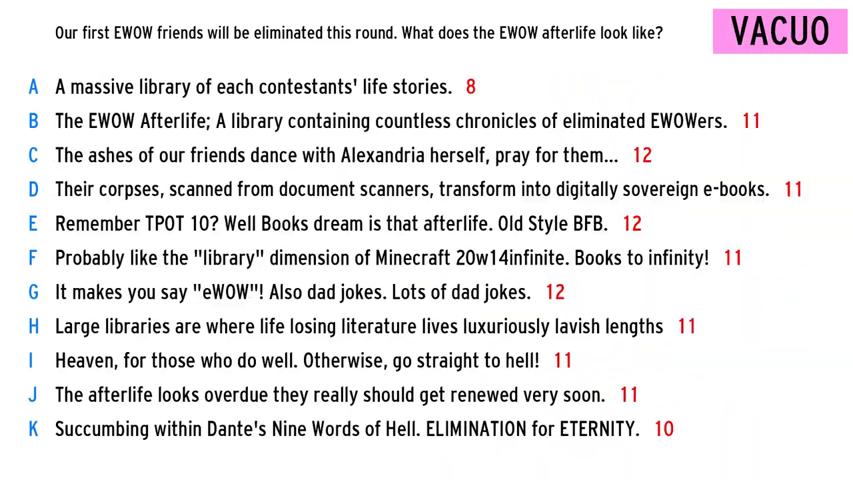 Our first EWOW friends will be eliminated this round. What does the EWOW afterlife look like?
VACUO
A A massive library of each contestants' life stories. 8
B The EWOW Afterlife; A library containing countless chronicles of eliminated EWOWers. 11
C The ashes of our friends dance with Alexandria herself, pray for them... 12
D Their corpses, scanned from document scanners, transform into digitally sovereign e-books. 11
E Remember TPOT 10? Well Books dream is that afterlife. Old Style BFB. 12
F Probably like the "library" dimension of Minecraft 20w14infinite. Books to infinity! 11
G It makes you say "eWOW"! Also dad jokes. Lots of dad jokes. 12
H Large libraries are where life losing literature lives luxuriously lavish lengths 11
I Heaven, for those who do well. Otherwise, go straight to hell! 11
J The afterlife looks overdue they really should get renewed very soon. 11
K Succumbing within Dante's Nine Words of Hell. ELIMINATION for ETERNITY. 10